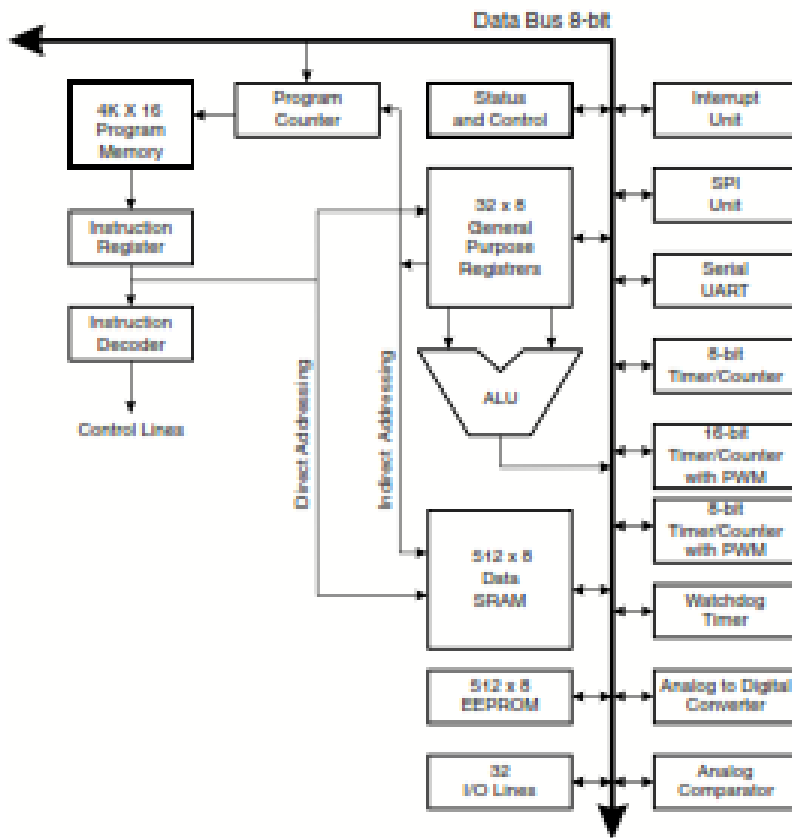 Data Bus 8-bit
4K X 16
Program
Memory
Program
Counter
Status
and Control
Interrupt
Unit
32 x 8
General
Purpose
Registrers
SPI
Unit
Instruction
Register
Serial
UART
Instruction
Decoder
8-bit
Timer/Counter
ALU
Control Lines
Direct Addressing
Indirect Addressing
16-bit
Timer/Counter
with PWM
8-bit
Timer/Counter
with PWM
512 x 8
Data
SRAM
Watchdog
Timer
512 x 8
EEPROM
Analog to Digital
Converter
32
I/O Lines
Analog
Comparator